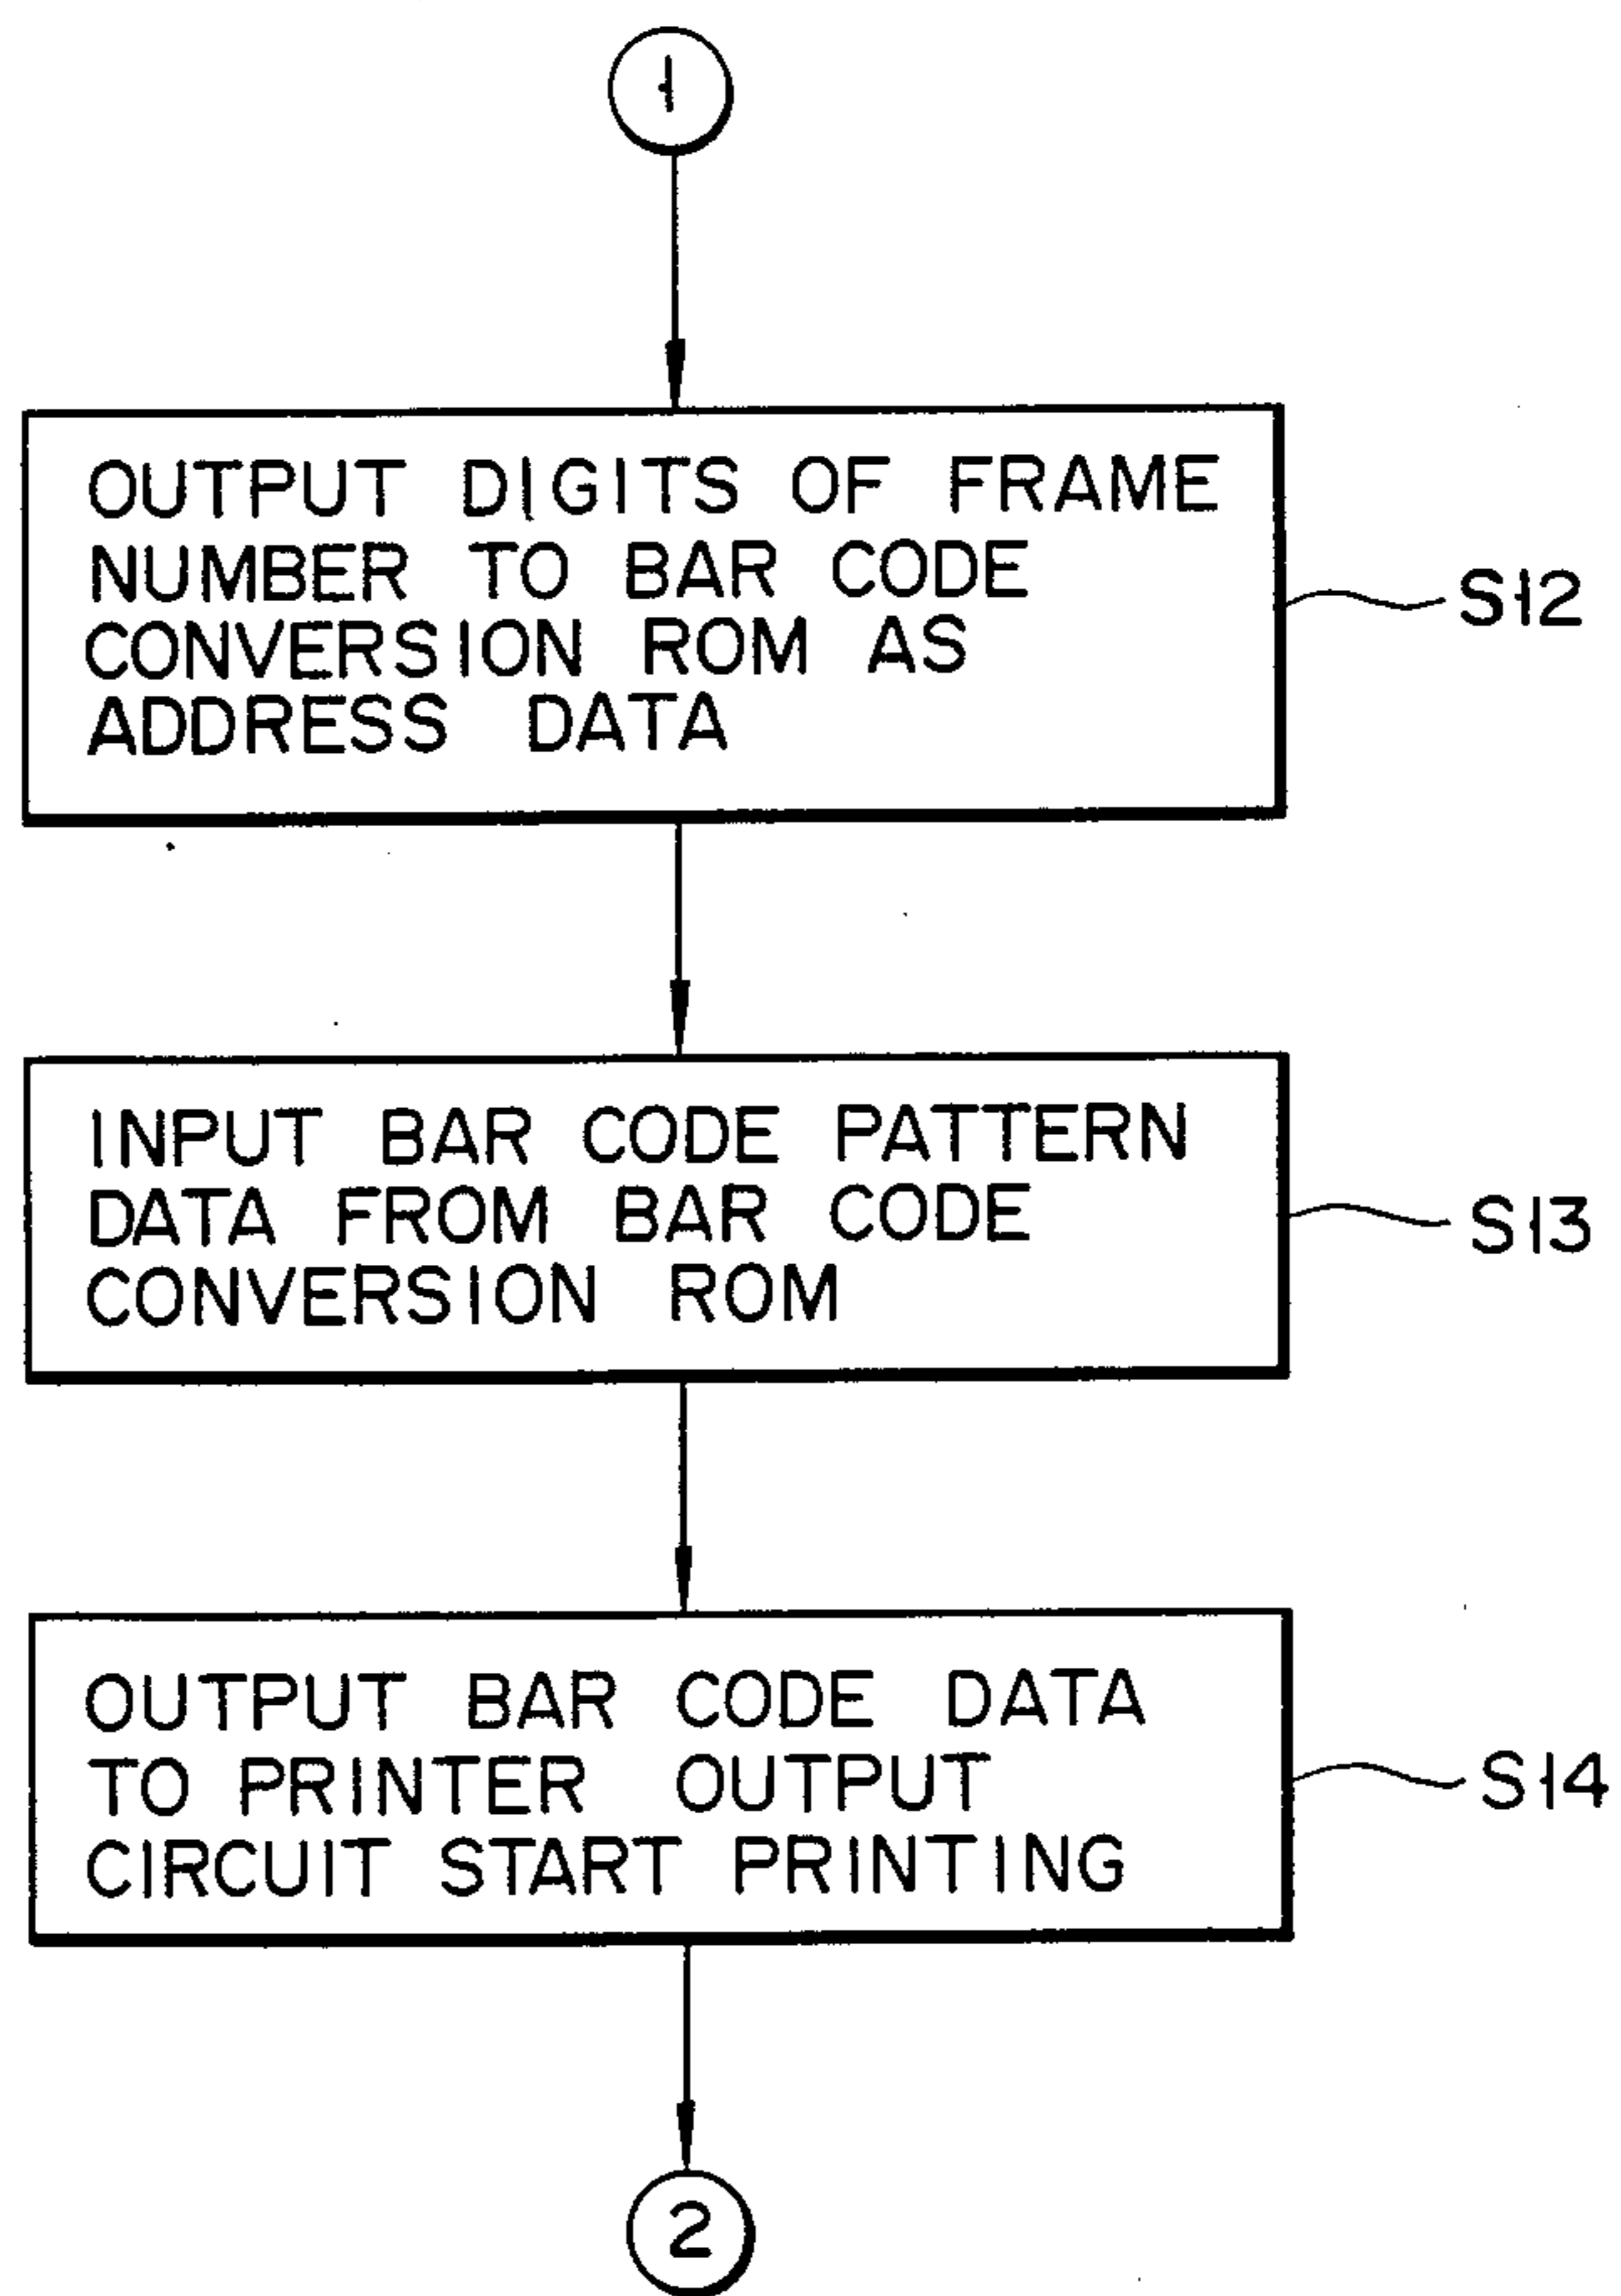 1
OUTPUT DIGITS OF FRAME
NUMBER TO BAR CODE
CONVERSION ROM AS
ADDRESS DATA
S12
INPUT BAR CODE PATTERN
DATA FROM BAR CODE
CONVERSION ROM
S13
OUTPUT BAR CODE DATA
TO PRINTER OUTPUT
CIRCUIT START PRINTING
S14
2